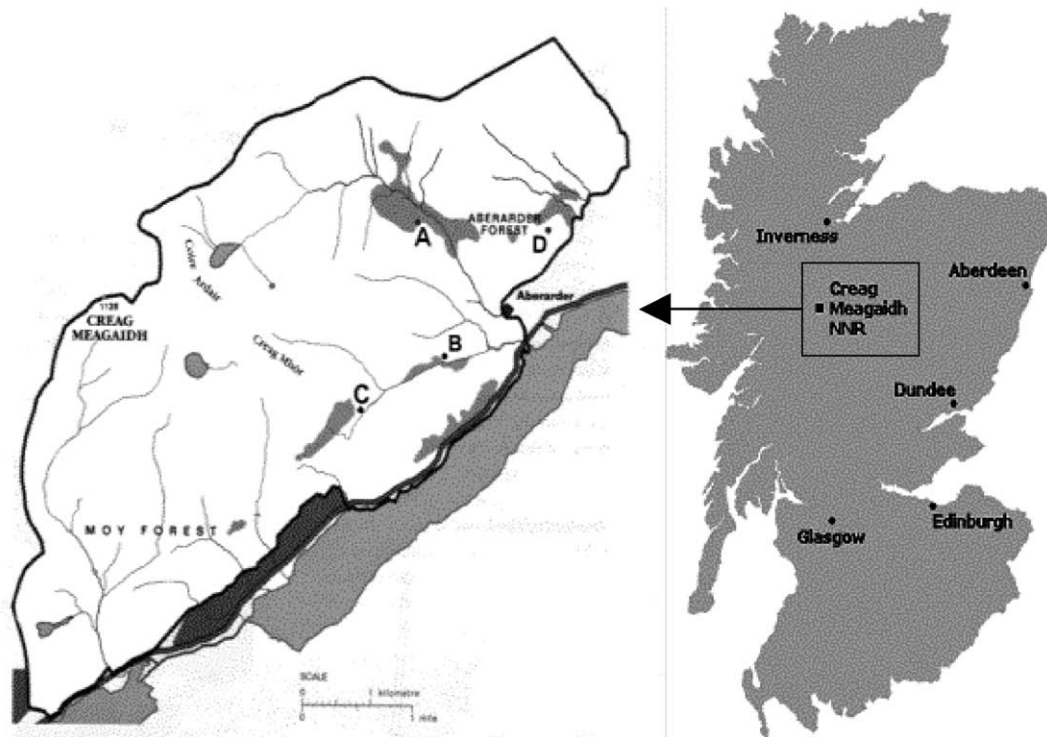 A
ABERARDER
FOREST
D
Coire Ardair
1128
CREAG
MEAGAIDH
Aberarder
Creag Mhor
B
C
MOY FOREST
SCALE
0 1 kilometre
0 1 mile
Inverness
Aberdeen
Creag
Meagaidh
NNR
Dundee
Edinburgh
Glasgow